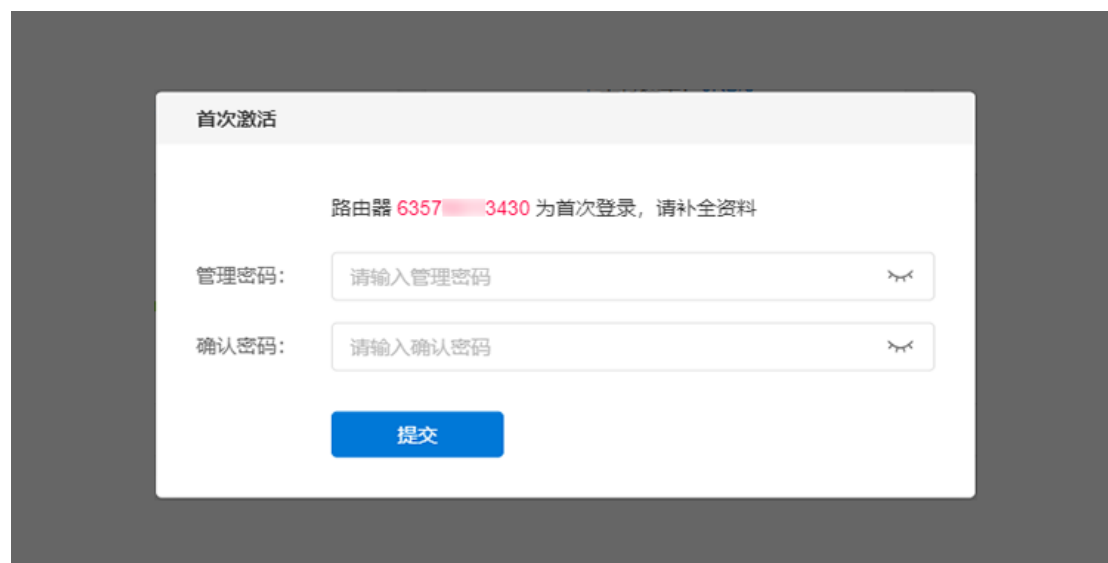 首次激活
路由器 6357 3430 为首次登录，请补全资料
管理密码：
请输入管理密码
确认密码：
请输入确认密码
提交